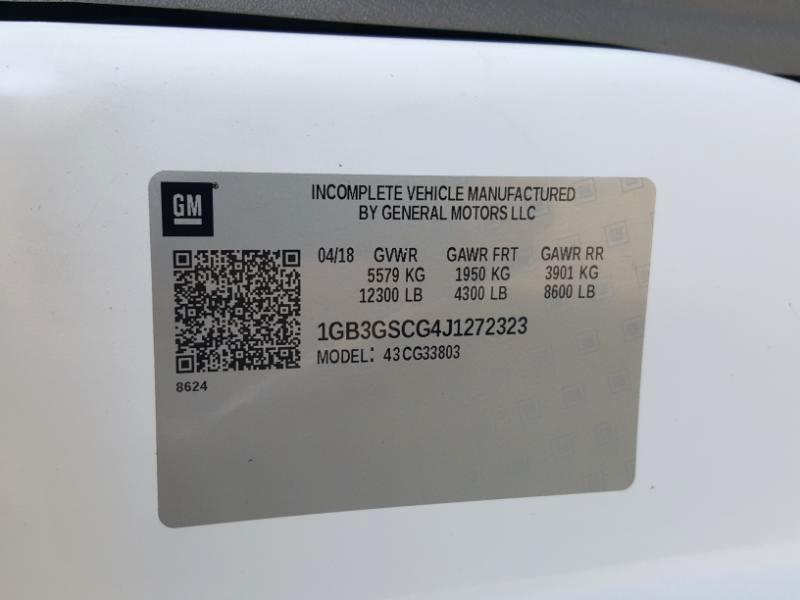 GM
INCOMPLETE VEHICLE MANUFACTURED
BY GENERAL MOTORS LLC
04/18 GVWR GAWR FRT GAWR RR
5579 KG 1950 KG 3901 KG
12300 LB 4300 LB 8600 LB
1GB3GSCG4J1272323
MODEL: 43CG33803
8624